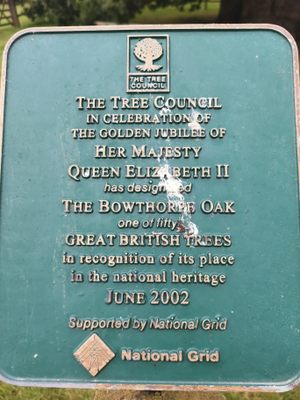 THE TREE
COUNCIL
THE TREE COUNCIL
IN CELEBRATION OF
THE GOLDEN JUBILEE OF
HER MAJESTY
QUEEN ELIZABETH II
has designated
THE BOWTHORPE OAK
one of fifty
GREAT BRITISH TREES
in recognition of its place
in the national heritage
JUNE 2002
Supported by National Grid
National Grid